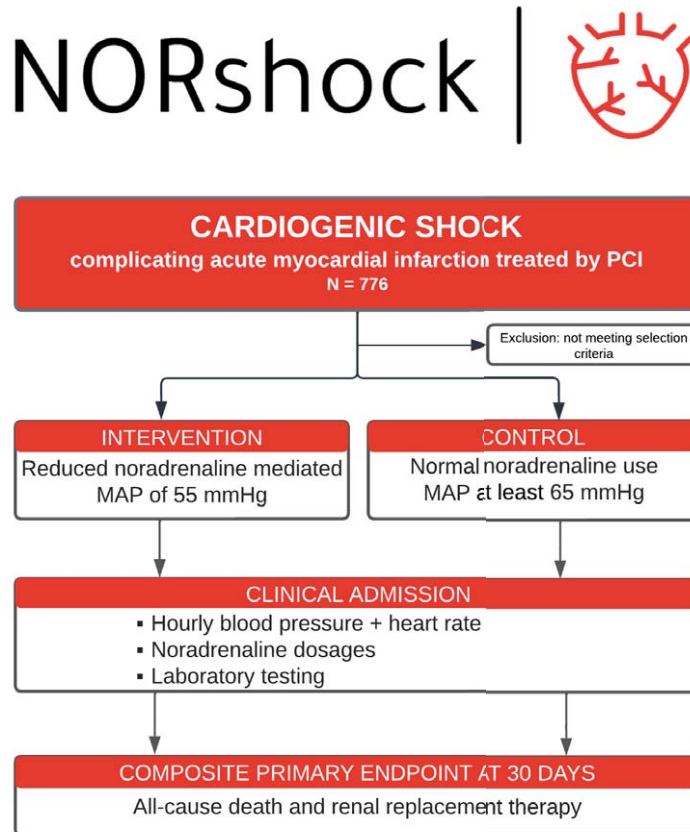 NORshock
CARDIOGENIC SHOCK
complicating acute myocardial infarction treated by PCI
N = 776
Exclusion: not meeting selection
criteria
INTERVENTION
Reduced noradrenaline mediated
MAP of 55 mmHg
CONTROL
Normal noradrenaline use
MAP at least 65 mmHg
CLINICAL ADMISSION
▪ Hourly blood pressure + heart rate
▪ Noradrenaline dosages
▪ Laboratory testing
COMPOSITE PRIMARY ENDPOINT AT 30 DAYS
All-cause death and renal replacement therapy